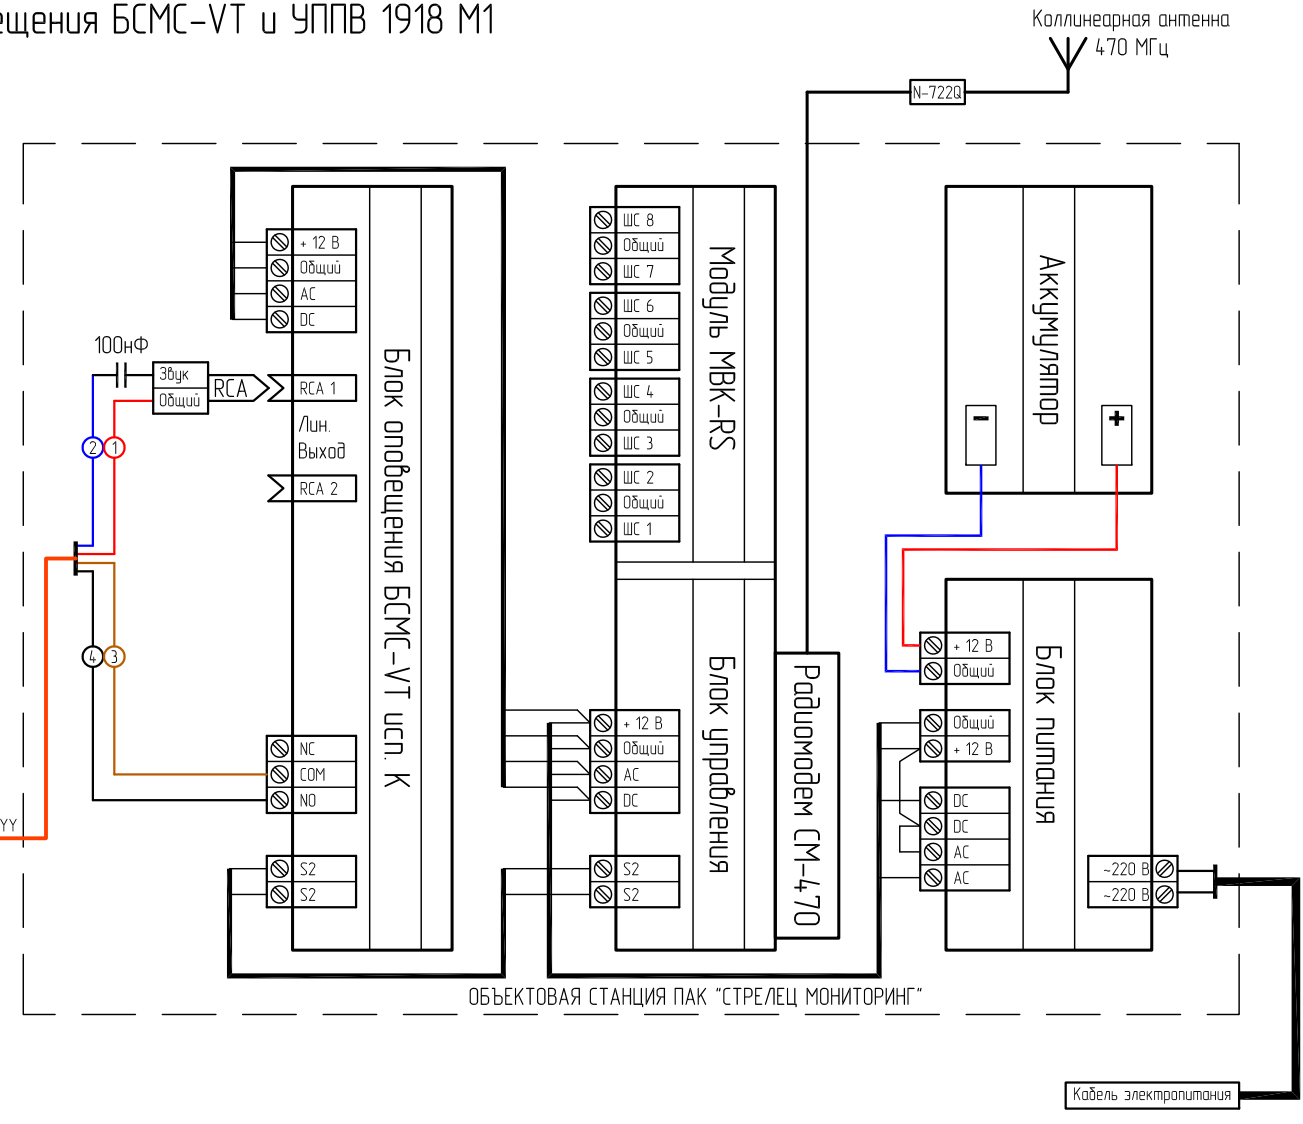 ещения БСМС-VT и УППВ 1918 М1
Коллинеарная антенна
470 МГц
N-722Q
+ 12 В
Общий
AC
DC
100нФ
Звук
Общий
RCA
RCA 1
Лин.
Выход
RCA 2
2
1
4
3
YY
NC
COM
NO
S2
S2
Блок оповещения БСМС-VT исп. К
ШС 8
Общий
ШС 7
ШС 6
Общий
ШС 5
ШС 4
Общий
ШС 3
ШС 2
Общий
ШС 1
Модуль МВК-RS
+ 12 В
Общий
AC
DC
S2
S2
Блок управления
Радиомодем СМ-470
Аккумулятор
-
+
+ 12 В
Общий
Общий
+ 12 В
DC
DC
AC
AC
Блок питания
~220 В
~220 В
ОБЪЕКТОВАЯ СТАНЦИЯ ПАК "СТРЕЛЕЦ МОНИТОРИНГ"
Кабель электропитания